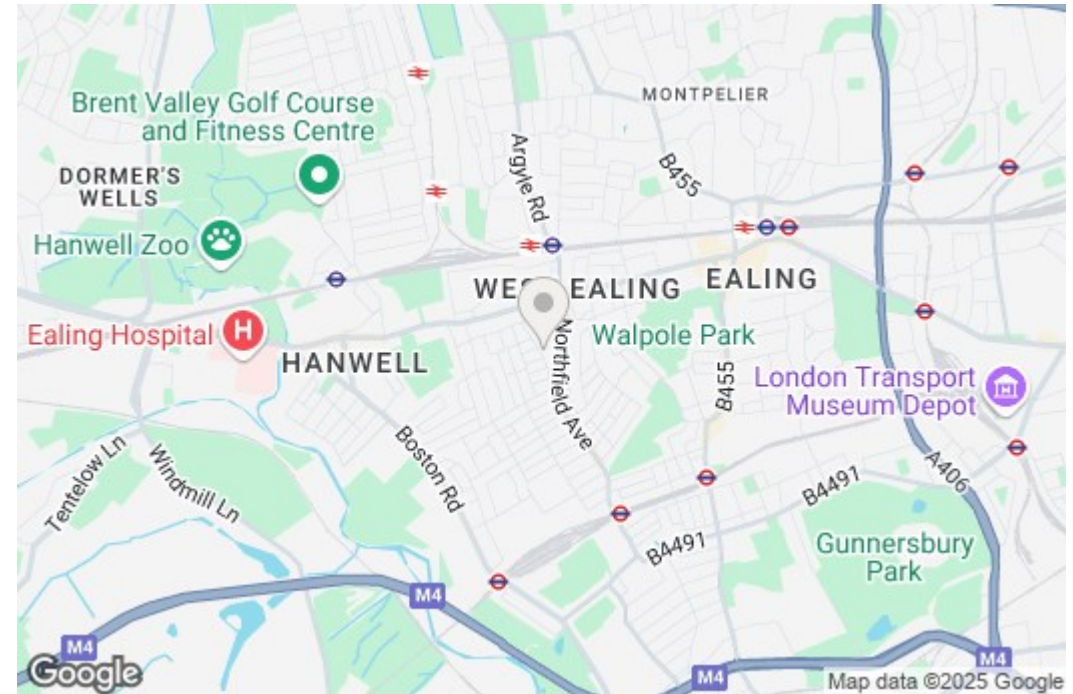 Brent Valley Golf Course
and Fitness Centre
MONTPELIER
Argyle Rd
B455
DORMER'S
WELLS
Hanwell Zoo
WEST EALING
EALING
Ealing Hospital
H
HANWELL
Northfield Ave
Walpole Park
B455
London Transport
Museum Depot
Boston Rd
Tentelow Ln
Windmill Ln
B4491
A406
B4491
Gunnersbury
Park
M4
M4
M4
M4
Google
Map data ©2025 Google